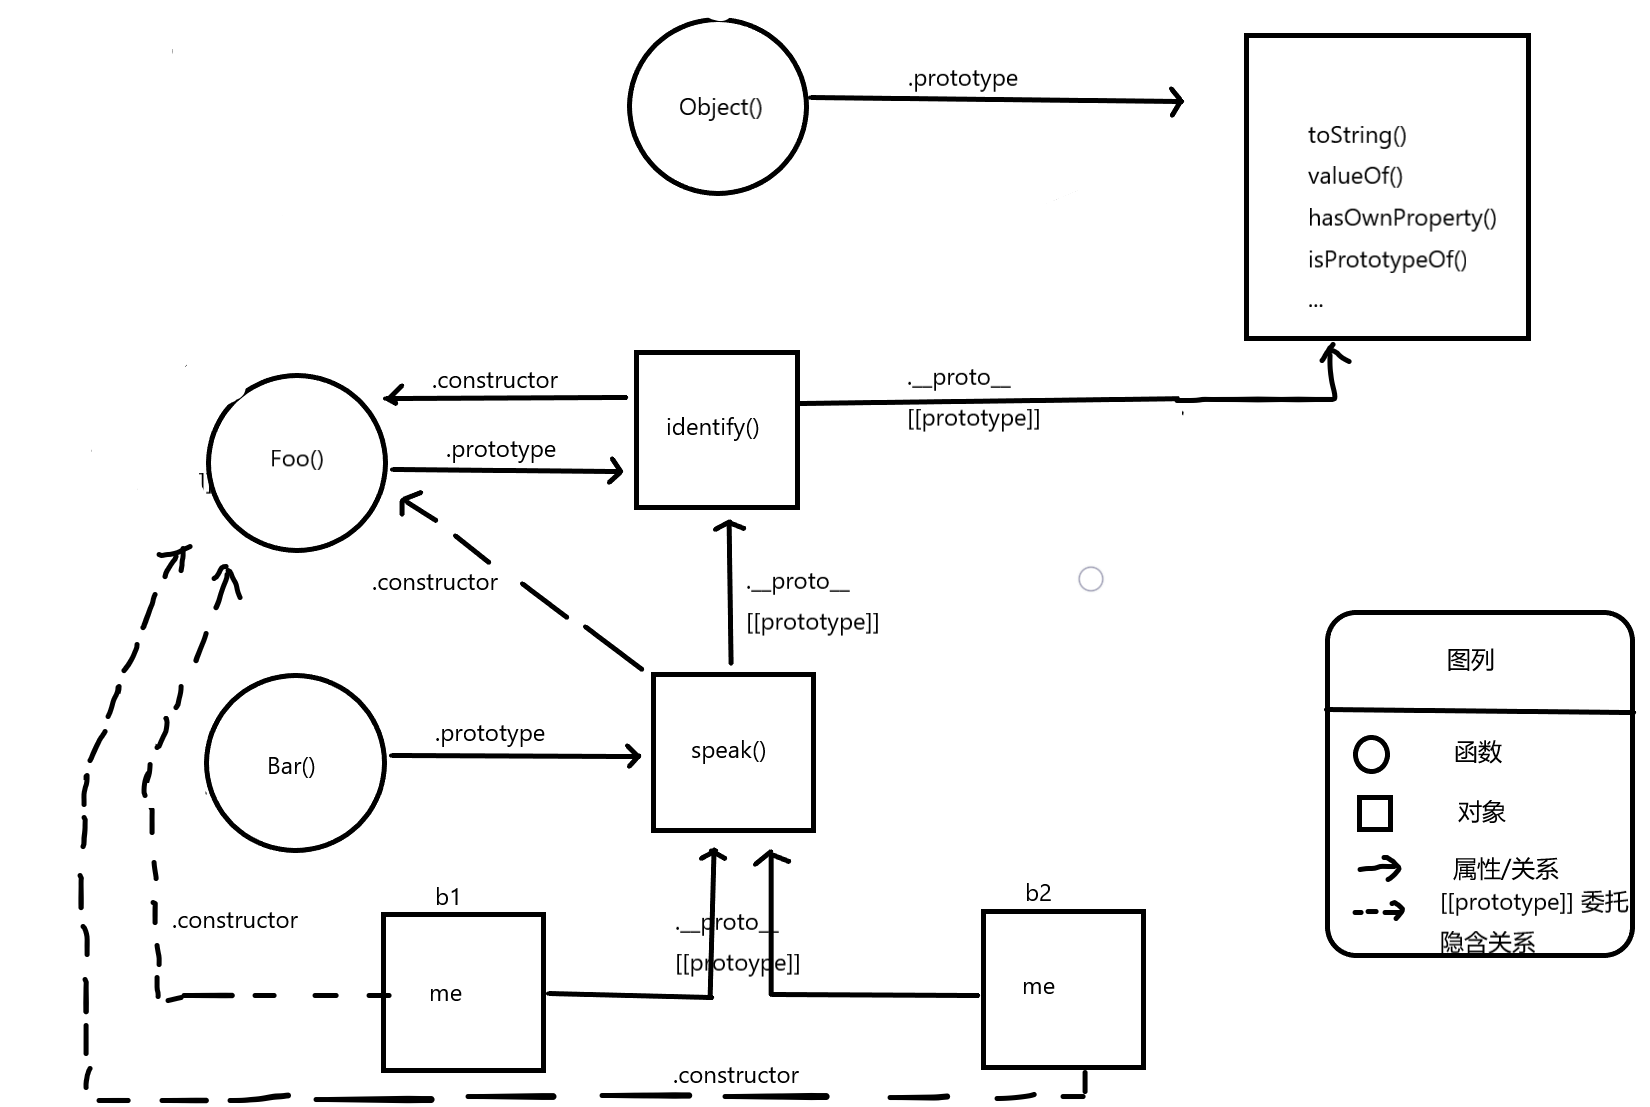 .prototype
Object()
toString()
valueOf()
hasOwnProperty()
isPrototypeOf()
...
.constructor
.__proto__
[[prototype]]
identify()
Foo()
.prototype
.constructor
.__proto__
[[prototype]]
图列
.prototype
speak()
Bar()
函数
对象
属性/关系
[[prototype]] 委托
隐含关系
b1
b2
.constructor
.__proto__
[[protoype]]
me
me
.constructor